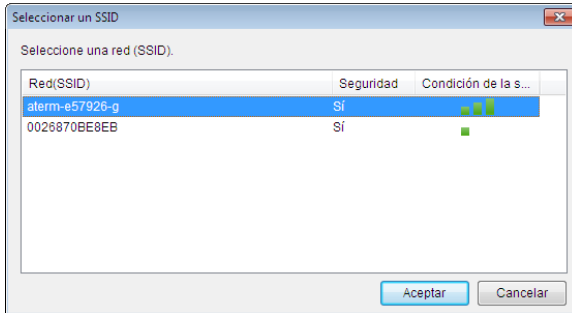 Seleccionar un SSID
Seleccione una red (SSID).
Red(SSID) Seguridad Condición de la s...
aterm-e57926-g Sí
0026870BE8EB Sí
Aceptar Cancelar